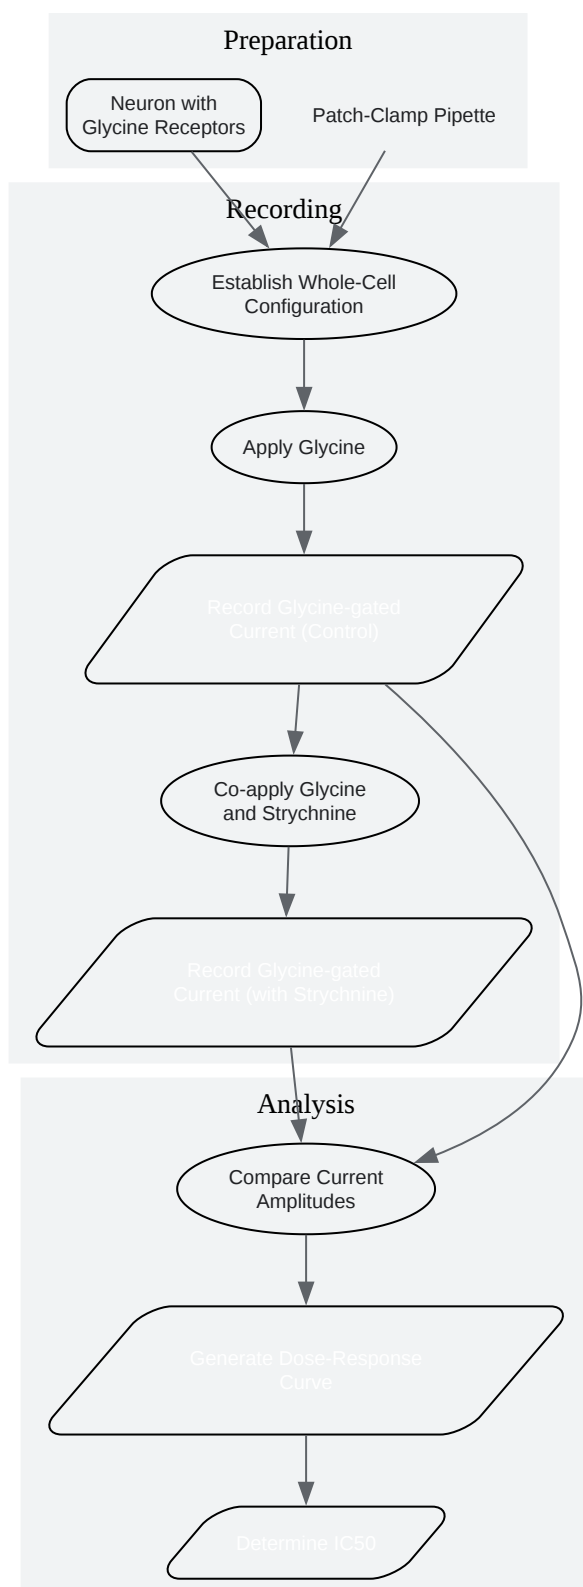 Preparation
Neuron with
Glycine Receptors
Patch-Clamp Pipette
Recording
Establish Whole-Cell
Configuration
Apply Glycine
Record Glycine-gated
Current (Control)
Co-apply Glycine
and Strychnine
Record Glycine-gated
Current (with Strychnine)
Analysis
Compare Current
Amplitudes
Generate Dose-Response
Curve
Determine IC50